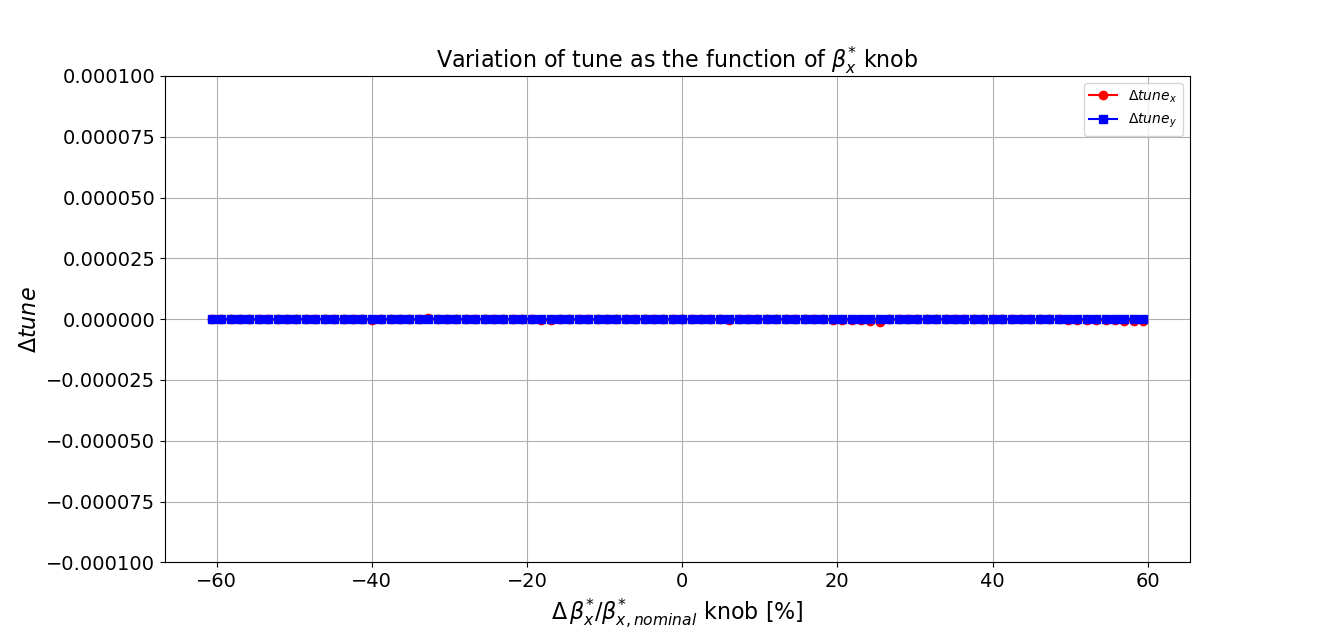 Variation of tune as the function of β*x knob
0.000100
0.000075
0.000050
0.000025
0.000000
−0.000025
−0.000050
−0.000075
−0.000100
Δtune
Δtunex
Δtuney
−60 −40 −20 0 20 40 60
Δβ*x/β*x, nominal knob [%]